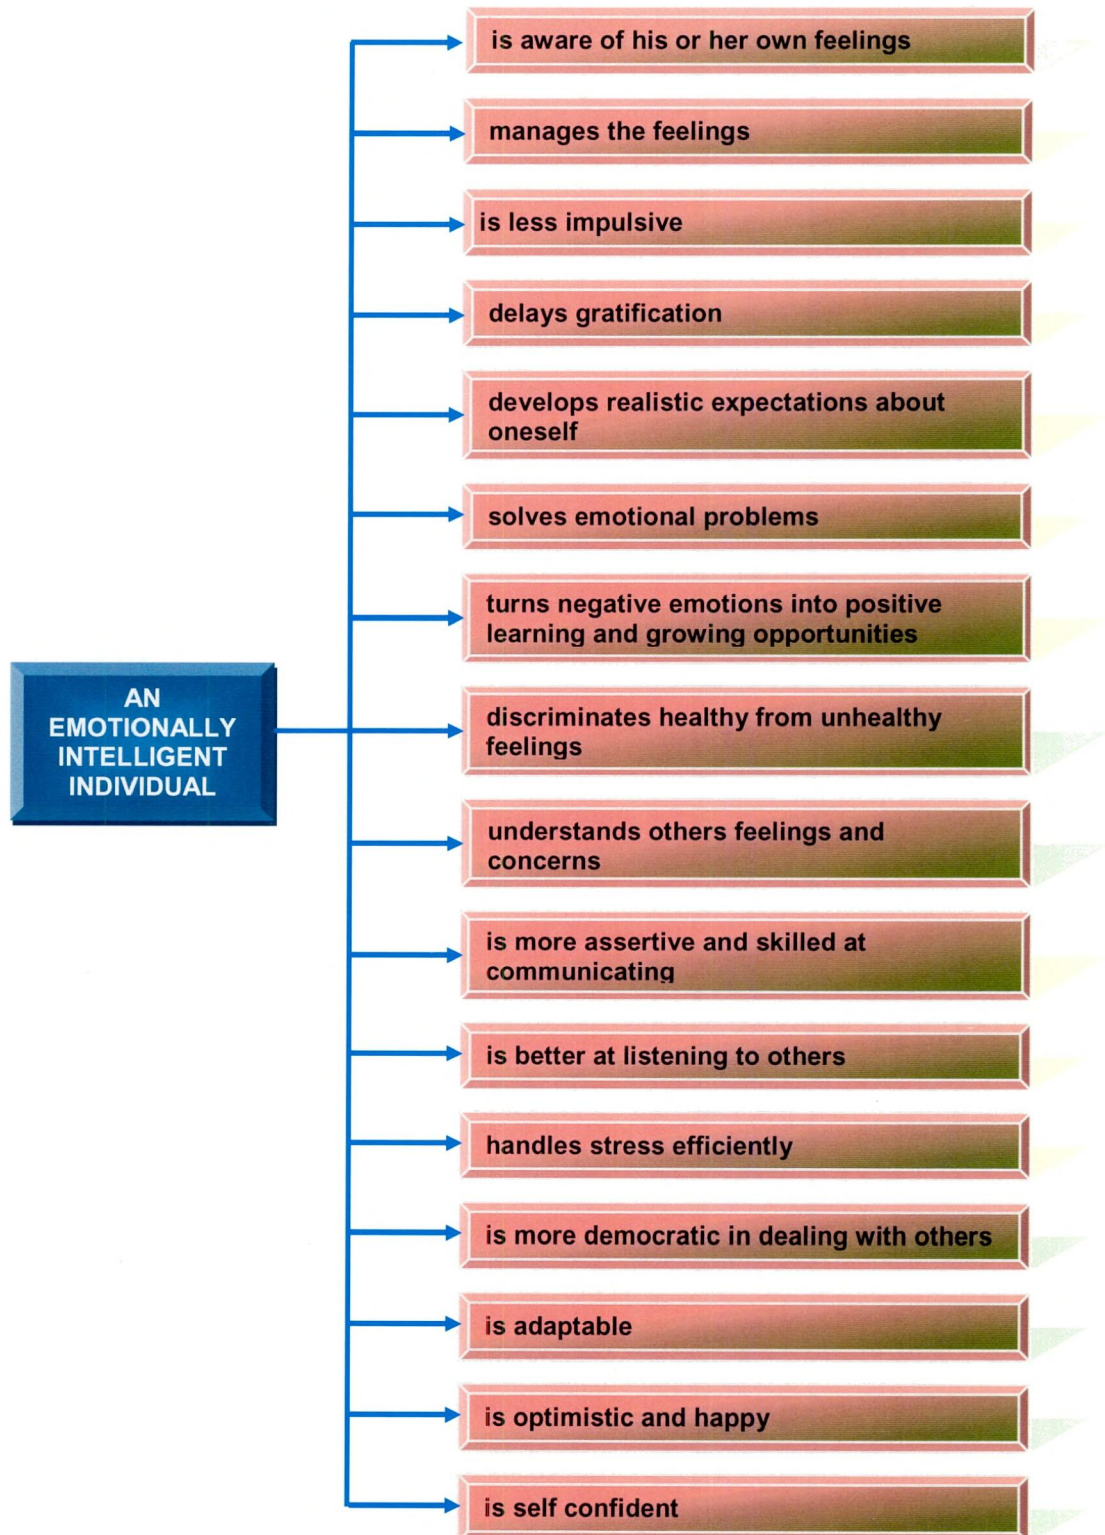 is aware of his or her own feelings
manages the feelings
is less impulsive
delays gratification
develops realistic expectations about
oneself
solves emotional problems
turns negative emotions into positive
learning and growing opportunities
AN
EMOTIONALLY
INTELLIGENT
INDIVIDUAL
discriminates healthy from unhealthy
feelings
understands others feelings and
concerns
is more assertive and skilled at
communicating
is better at listening to others
handles stress efficiently
is more democratic in dealing with others
is adaptable
is optimistic and happy
is self confident